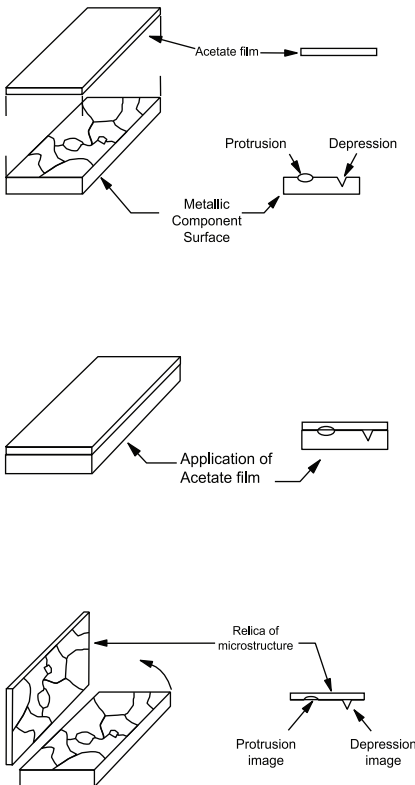 Acetate film
Protrusion
Depression
Metallic
Component
Surface
Application of
Acetate film
Relica of
microstructure
Protrusion
image
Depression
image